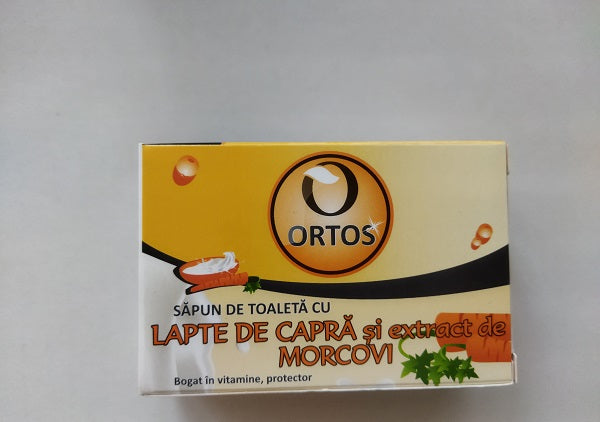 ORTOS
SĂPUN DE TOALETĂ CU
LAPTE DE CAPRĂ și extract de
MORCOVI
Bogat în vitamine, protector